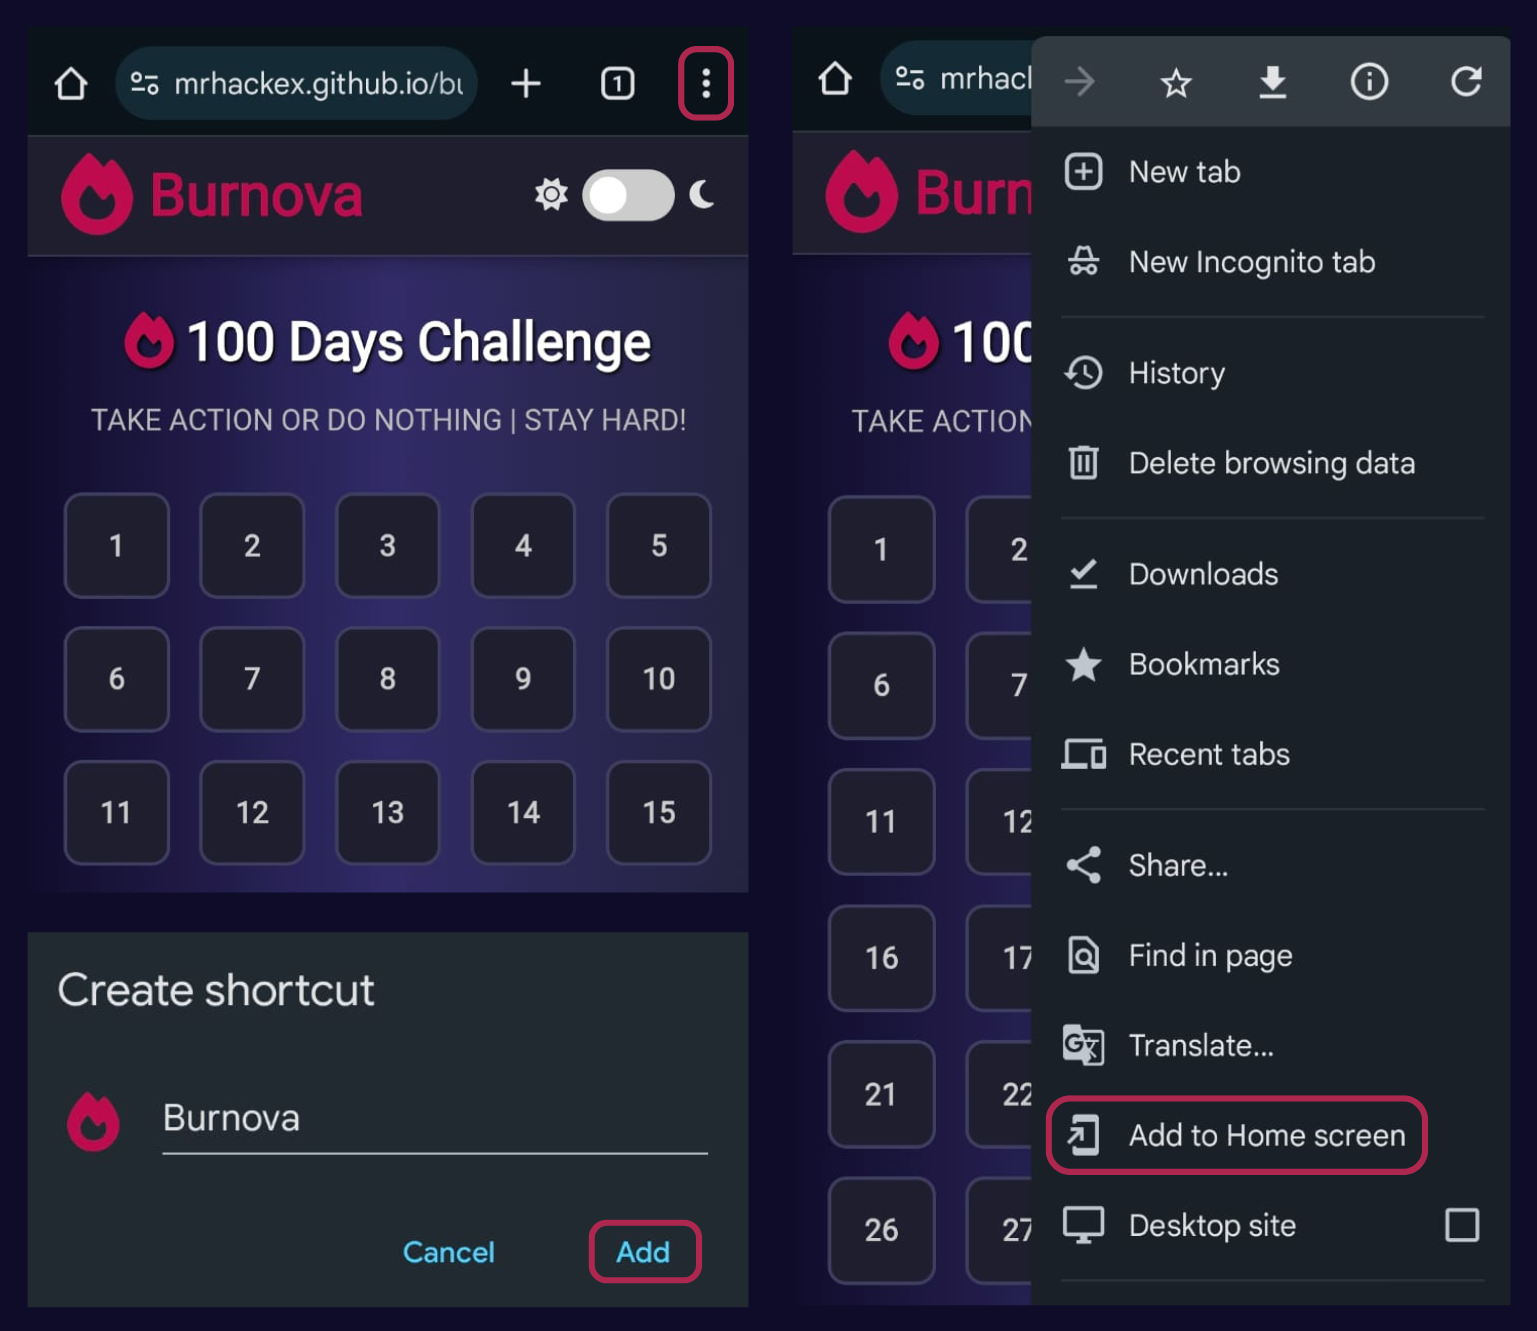 mrhackex.github.io/bu
1
Burnova
100 Days Challenge
TAKE ACTION OR DO NOTHING | STAY HARD!
1 2 3 4 5
6 7 8 9 10
11 12 13 14 15
Create shortcut
Burnova
Cancel Add
mrhack
Burn
100
TAKE ACTION
1 2
6 7
11 12
16 17
21 22
26 27
New tab
New Incognito tab
History
Delete browsing data
Downloads
Bookmarks
Recent tabs
Share...
Find in page
Translate...
Add to Home screen
Desktop site